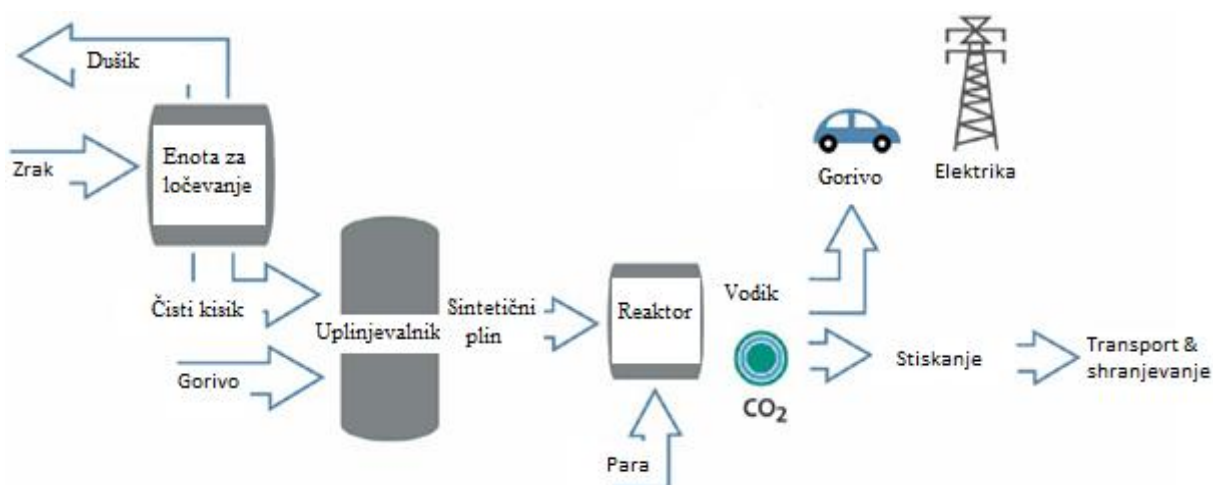 Dušik
Zrak
Enota za
ločevanje
Čisti kisik
Gorivo
Uplinjevalnik
Sintetični
plin
Reaktor
Para
Vodik
CO2
Gorivo
Elektrika
Stiskanje
Transport &
shranjevanje